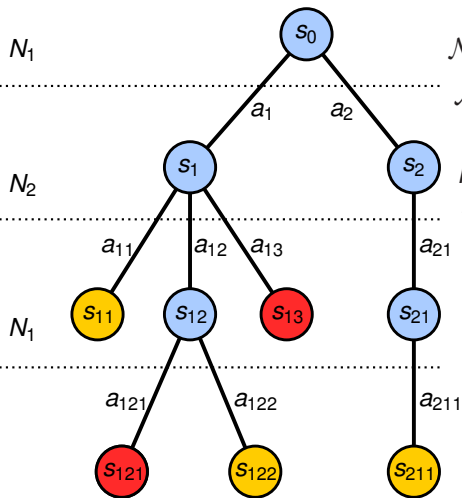 N₁ s₀ 𝒩
a₁ a₂
s₁ s₂
N₂
a₁₁ a₁₂ a₁₃ a₂₁
s₁₁ s₁₂ s₁₃ s₂₁
N₁
a₁₂₁ a₁₂₂ a₂₁₁
s₁₂₁ s₁₂₂ s₂₁₁